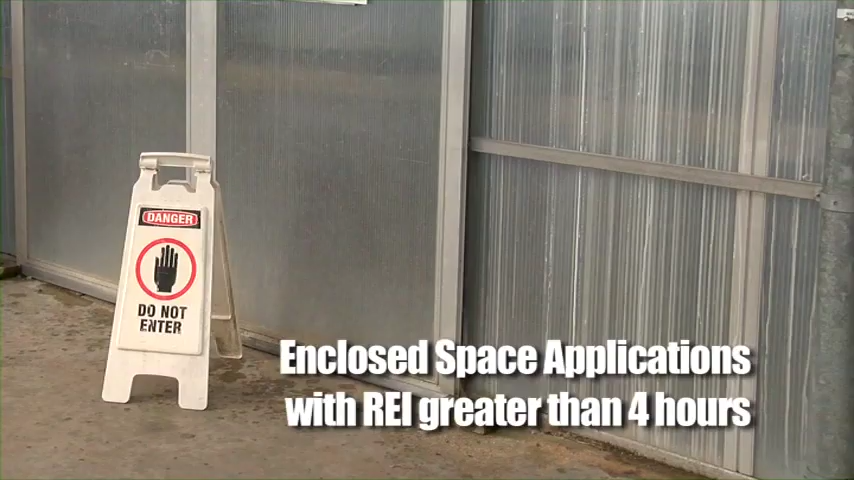 DANGER
DO NOT
ENTER
Enclosed Space Applications
with REI greater than 4 hours